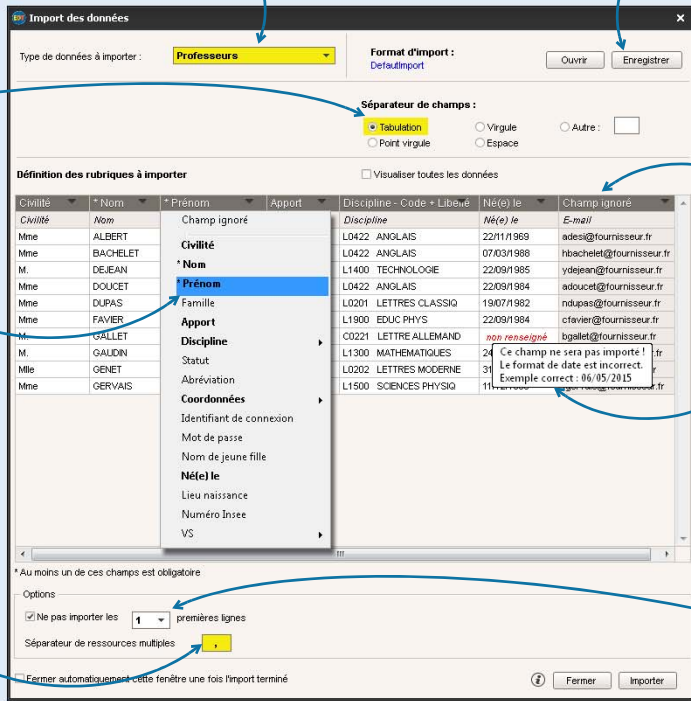 EDT Import des données
Type de données à importer : Professeurs
Format d'import :
DefautImport
Ouvrir Enregistrer
Séparateur de champs :
Tabulation Virgule Autre :
Point virgule Espace
Définition des rubriques à importer Visualiser toutes les données
Civilité * Nom * Prénom Apport Discipline - Code + Libellé Né(e) le Champ ignoré
Civilité Nom Discipline Né(e) le E-mail
Mme ALBERT L0422 ANGLAIS 22/11/1969 adesi@fournisseur.fr
Mme BACHELET L0422 ANGLAIS 07/03/1988 hbachelet@fournisseur.fr
M. DEJEAN L1400 TECHNOLOGIE 22/09/1985 ydejean@fournisseur.fr
Mme DOUCET L0422 ANGLAIS 22/09/1984 adoucet@fournisseur.fr
Mme DUPAS L0201 LETTRES CLASSIQ 19/07/1982 ndupas@fournisseur.fr
Mme FAVIER L1900 EDUC PHYS 22/09/1984 cfavier@fournisseur.fr
M. GALLET C0221 LETTRE ALLEMAND non renseigné bgallet@fournisseur.fr
M. GAUDIN L1300 MATHEMATIQUES 24
Mlle GENET L0202 LETTRES MODERNE 31
Mme GERVAIS L1500 SCIENCES PHYSIQ
Ce champ ne sera pas importé !
Le format de date est incorrect.
Exemple correct : 06/05/2015
Champ ignoré
Civilité
* Nom
* Prénom
Famille
Apport
Discipline
Statut
Abréviation
Coordonnées
Identifiant de connexion
Mot de passe
Nom de jeune fille
Né(e) le
Lieu naissance
Numéro Insee
VS
* Au moins un de ces champs est obligatoire
Options
Ne pas importer les 1 premières lignes
Séparateur de ressources multiples ,
Fermer automatiquement cette fenêtre une fois l'import terminé
i Fermer Importer